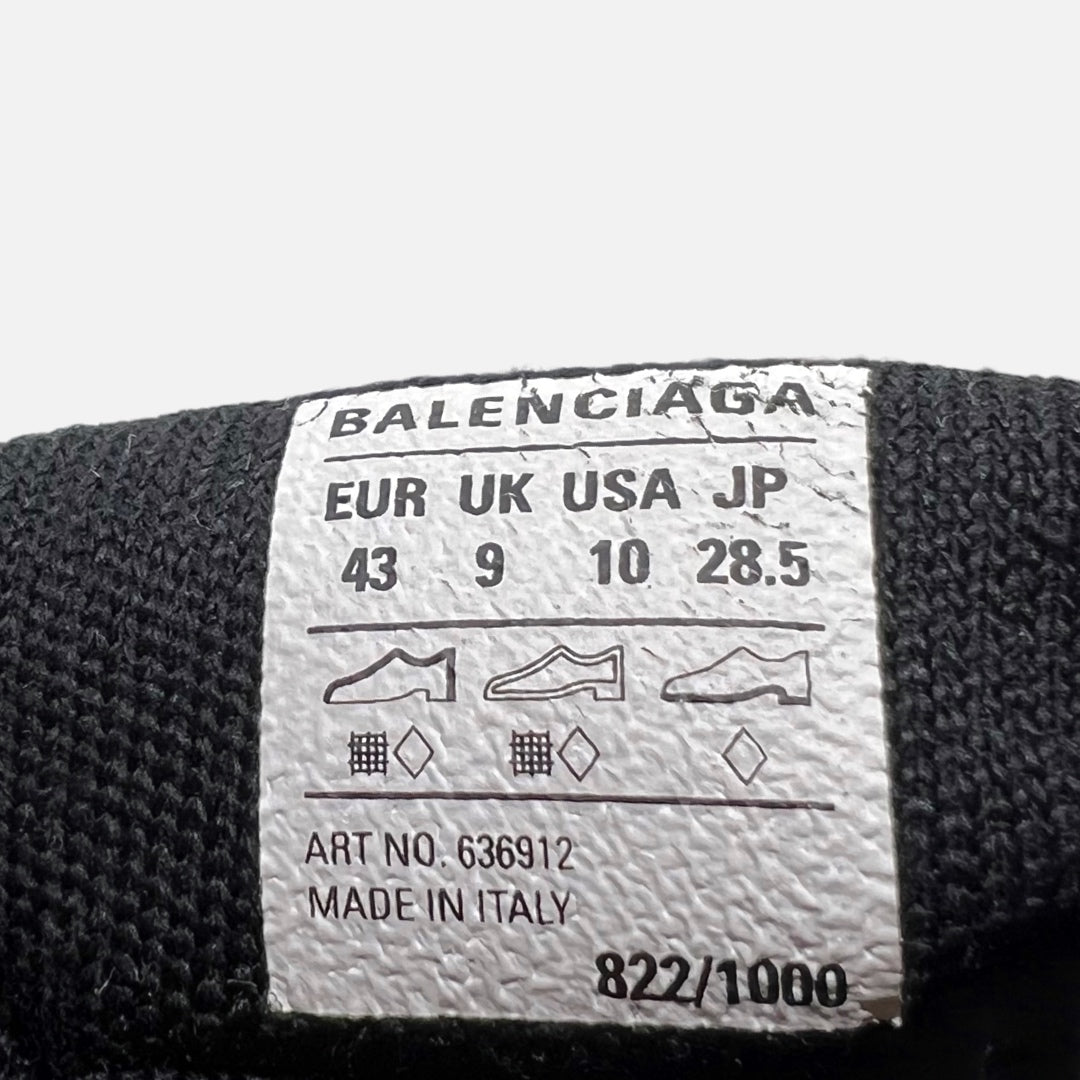 BALENCIAGA
EUR UK USA JP
43 9 10 28.5
ART NO. 636912
MADE IN ITALY
822/1000